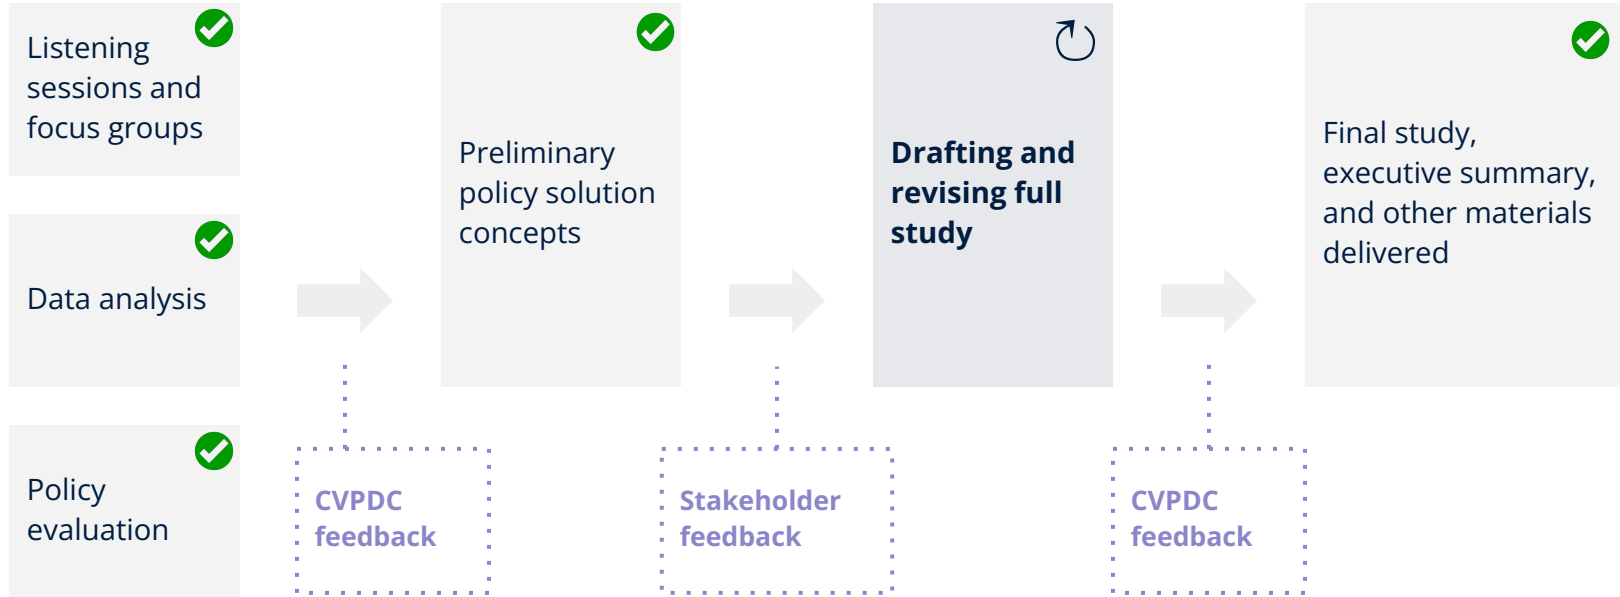 Listening
sessions and
focus groups
Data analysis
Policy
evaluation
CVPDC
feedback
Preliminary
policy solution
concepts
Stakeholder
feedback
Drafting and
revising full
study
CVPDC
feedback
Final study,
executive summary,
and other materials
delivered